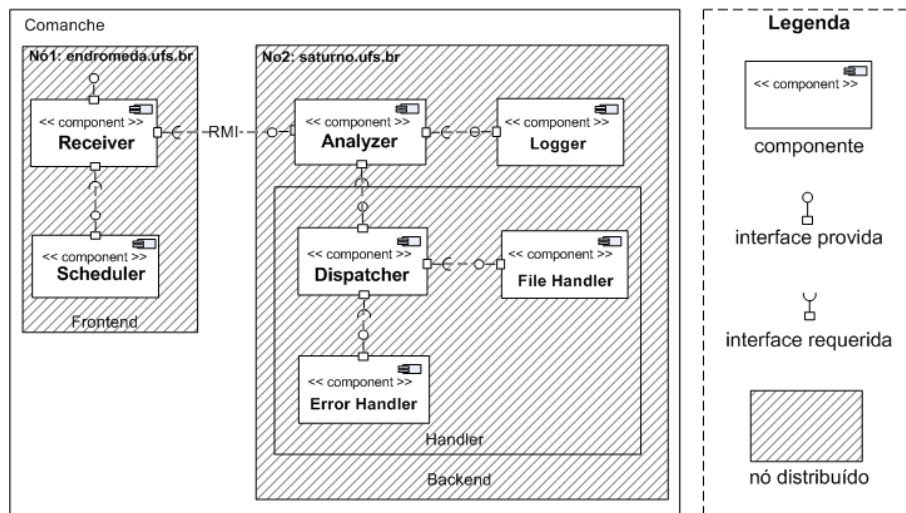 Comanche
Nó1: endromeda.ufs.br
<< component >>
Receiver
<< component >>
Scheduler
Frontend
RMI
No2: saturno.ufs.br
<< component >>
Analyzer
<< component >>
Logger
<< component >>
Dispatcher
<< component >>
File Handler
<< component >>
Error Handler
Handler
Backend
Legenda
<< component >>
componente
interface provida
interface requerida
nó distribuído